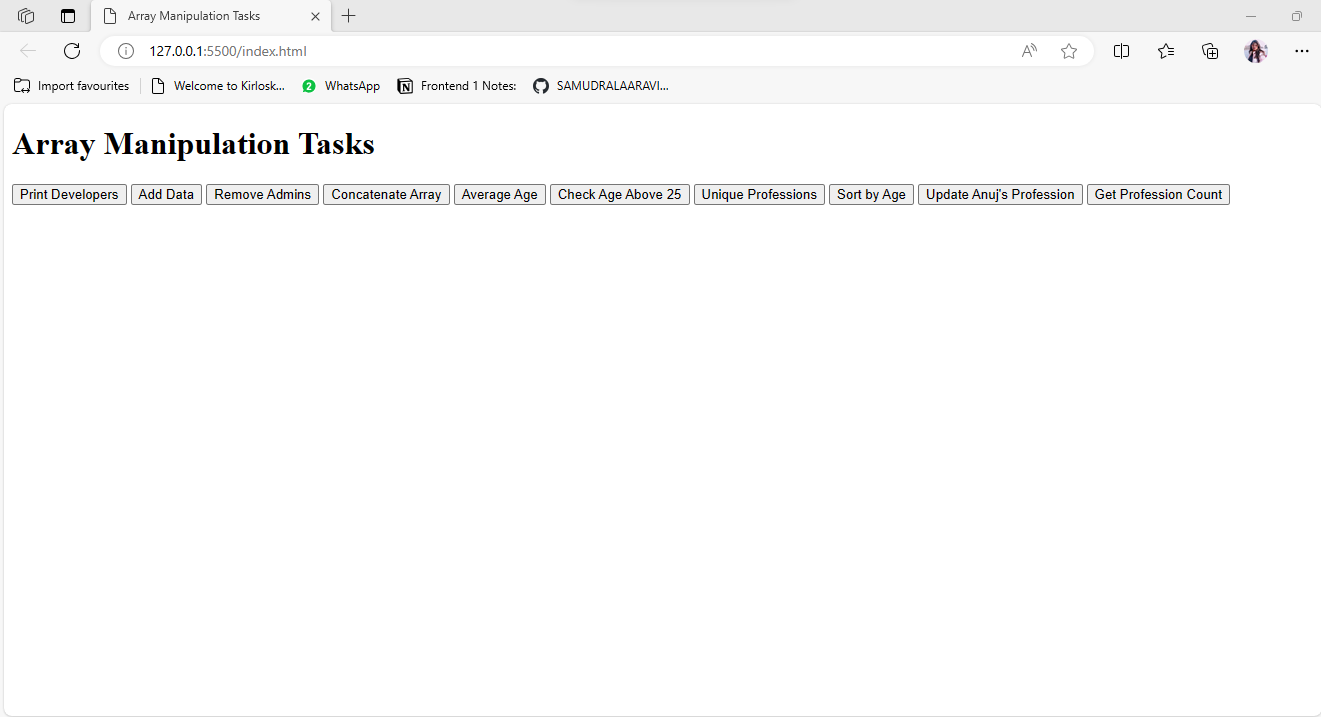 Array Manipulation Tasks
127.0.0.1:5500/index.html
Import favourites Welcome to Kirlosk... 2 WhatsApp Frontend 1 Notes: SAMUDRALAARAVI...
Array Manipulation Tasks
Print Developers Add Data Remove Admins Concatenate Array Average Age Check Age Above 25 Unique Professions Sort by Age Update Anuj's Profession Get Profession Count